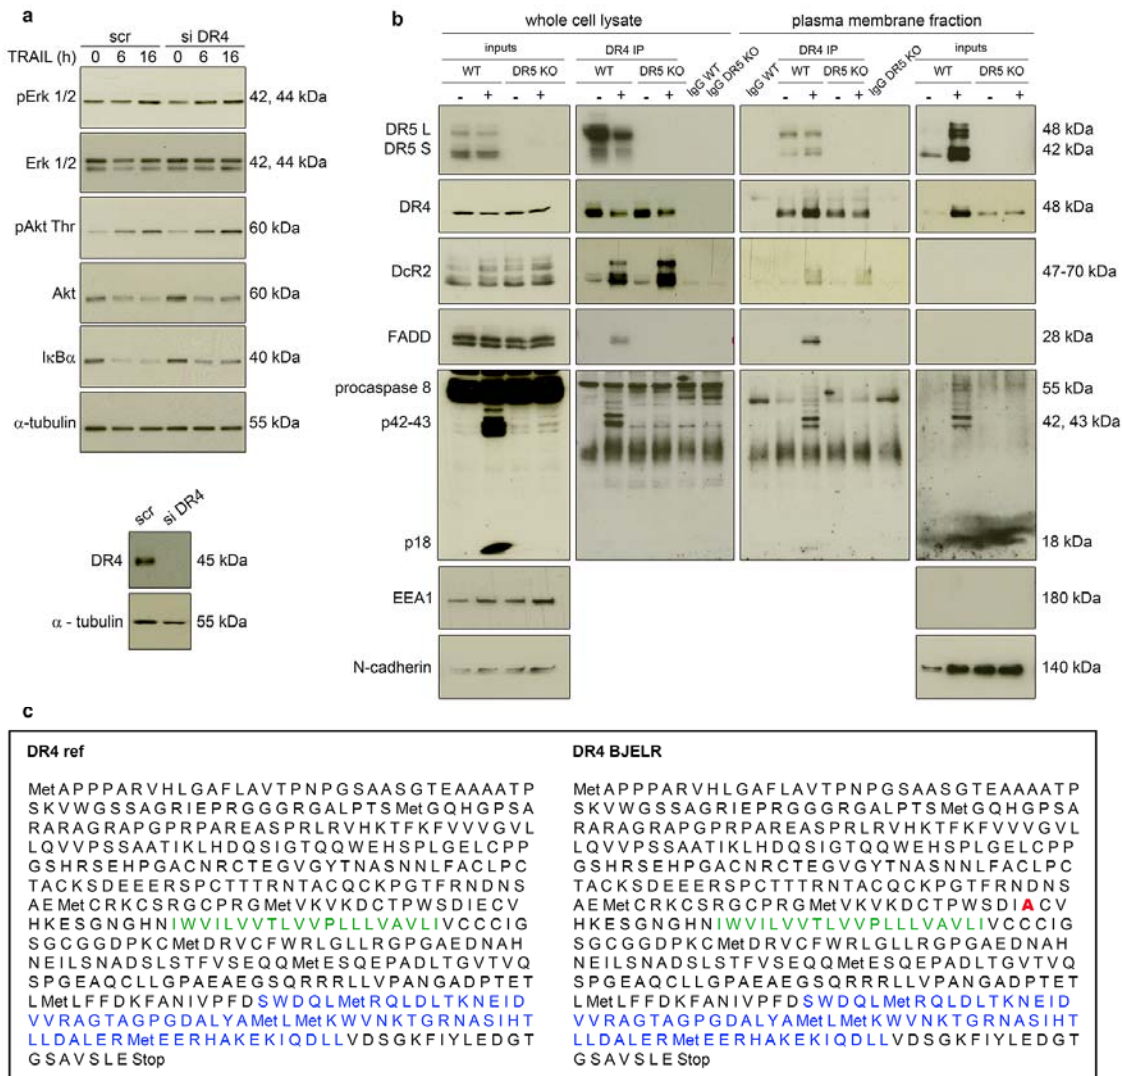 a
scr si DR4
TRAIL (h) 0 6 16 0 6 16
pErk 1/2 42, 44 kDa
Erk 1/2 42, 44 kDa
pAkt Thr 60 kDa
Akt 60 kDa
IκBα 40 kDa
α-tubulin 55 kDa
scr si DR4
DR4 45 kDa
α - tubulin 55 kDa
b
whole cell lysate plasma membrane fraction
inputs DR4 IP DR4 IP inputs
WT DR5 KO WT DR5 KO IgG WT IgG DR5 KO IgG WT WT DR5 KO IgG DR5 KO WT DR5 KO
- + - + - + - + - + - + - + - +
DR5 L 48 kDa
DR5 S 42 kDa
DR4 48 kDa
DcR2 47-70 kDa
FADD 28 kDa
procaspase 8 55 kDa
p42-43 42, 43 kDa
p18 18 kDa
EEA1 180 kDa
N-cadherin 140 kDa
c
DR4 ref
Met A P P P A R V H L G A F L A V T P N P G S A A S G T E A A A A T P
S K V W G S S A G R I E P R G G G R G A L P T S Met G Q H G P S A
R A R A G R A P G P R P A R E A S P R L R V H K T F K F V V V G V L
L Q V V P S S A A T I K L H D Q S I G T Q Q W E H S P L G E L C P P
G S H R S E H P G A C N R C T E G V G Y T N A S N N L F A C L P C
T A C K S D E E E R S P C T T T R N T A C Q C K P G T F R N D N S
A E Met C R K C S R G C P R G Met V K V K D C T P W S D I E C V
H K E S G N G H N I W V I L V V T L V V P L L L V A V L I V C C C I G
S G C G G D P K C Met D R V C F W R L G L L R G P G A E D N A H
N E I L S N A D S L S T F V S E Q Q Met E S Q E P A D L T G V T V Q
S P G E A Q C L L G P A E A E G S Q R R R L L V P A N G A D P T E T
L Met L F F D K F A N I V P F D S W D Q L Met R Q L D L T K N E I D
V V R A G T A G P G D A L Y A Met L Met K W V N K T G R N A S I H T
L L D A L E R Met E E R H A K E K I Q D L L V D S G K F I Y L E D G T
G S A V S L E Stop
DR4 BJELR
Met A P P P A R V H L G A F L A V T P N P G S A A S G T E A A A A T P
S K V W G S S A G R I E P R G G G R G A L P T S Met G Q H G P S A
R A R A G R A P G P R P A R E A S P R L R V H K T F K F V V V G V L
L Q V V P S S A A T I K L H D Q S I G T Q Q W E H S P L G E L C P P
G S H R S E H P G A C N R C T E G V G Y T N A S N N L F A C L P C
T A C K S D E E E R S P C T T T R N T A C Q C K P G T F R N D N S
A E Met C R K C S R G C P R G Met V K V K D C T P W S D I A C V
H K E S G N G H N I W V I L V V T L V V P L L L V A V L I V C C C I G
S G C G G D P K C Met D R V C F W R L G L L R G P G A E D N A H
N E I L S N A D S L S T F V S E Q Q Met E S Q E P A D L T G V T V Q
S P G E A Q C L L G P A E A E G S Q R R R L L V P A N G A D P T E T
L Met L F F D K F A N I V P F D S W D Q L Met R Q L D L T K N E I D
V V R A G T A G P G D A L Y A Met L Met K W V N K T G R N A S I H T
L L D A L E R Met E E R H A K E K I Q D L L V D S G K F I Y L E D G T
G S A V S L E Stop